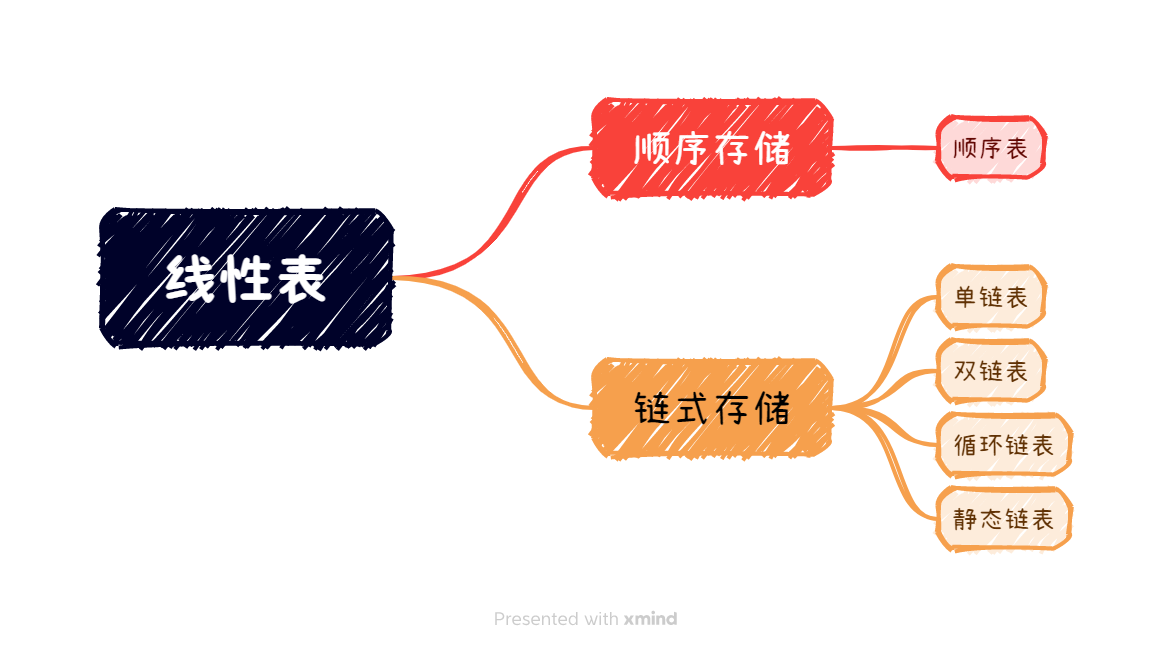 线性表
顺序存储
顺序表
链式存储
单链表
双链表
循环链表
静态链表
Presented with xmind